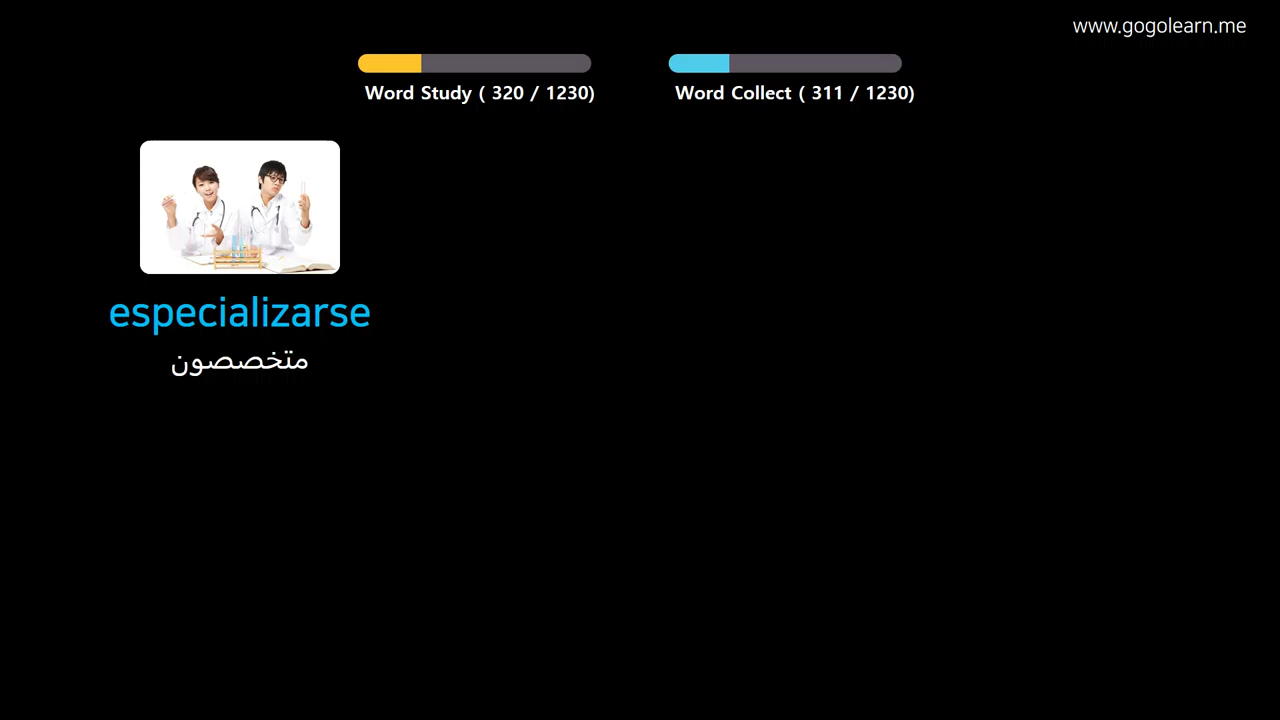 www.gogolearn.me
Word Study ( 320 / 1230)
Word Collect ( 311 / 1230)
especializarse
متخصصون